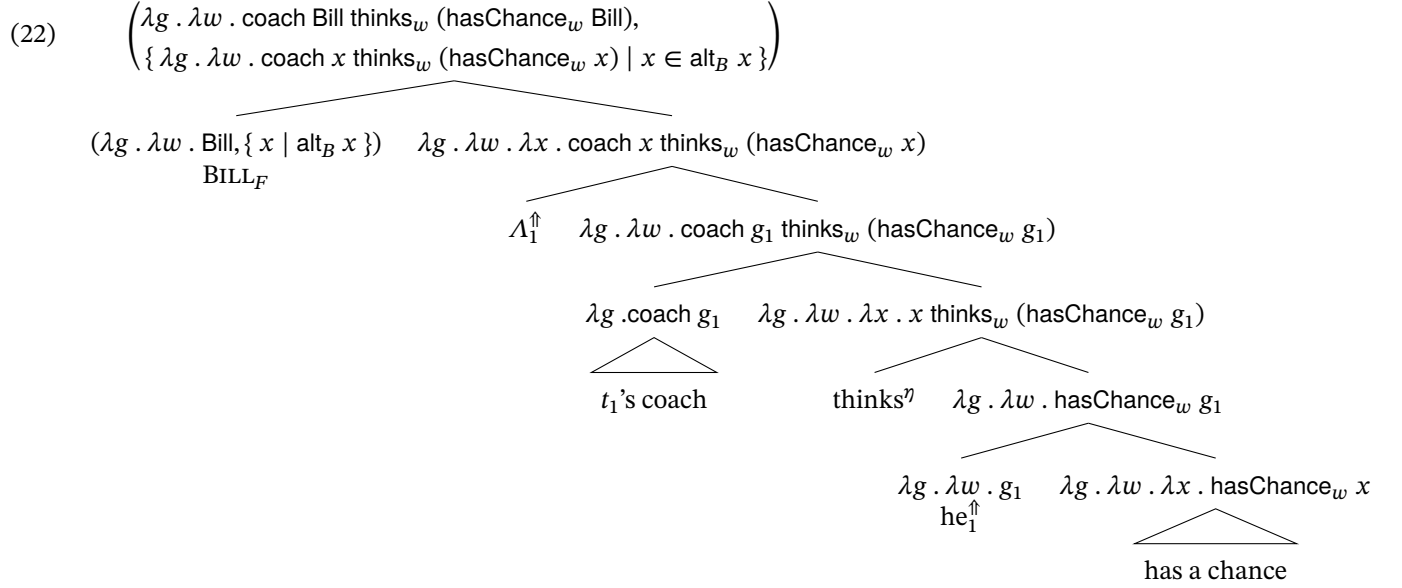 (22) (λg . λw . coach Bill thinks_w (hasChance_w Bill),
{ λg . λw . coach x thinks_w (hasChance_w x) | x ∈ alt_B x })
(λg . λw . Bill,{ x | alt_B x }) λg . λw . λx . coach x thinks_w (hasChance_w x)
BILL_F
Λ_1^⇑ λg . λw . coach g_1 thinks_w (hasChance_w g_1)
λg .coach g_1 λg . λw . λx . x thinks_w (hasChance_w g_1)
t_1's coach thinks^η λg . λw . hasChance_w g_1
λg . λw . g_1 λg . λw . λx . hasChance_w x
he_1^⇑
has a chance